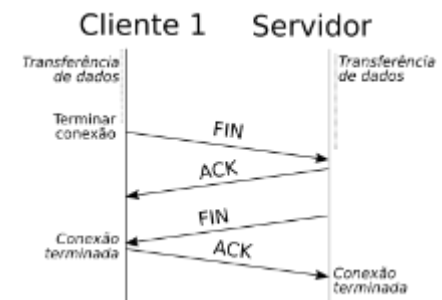 Cliente 1 Servidor
Transferência
de dados
Transferência
de dados
Terminar
conexão
FIN
ACK
FIN
Conexão
terminada
ACK
Conexão
terminada